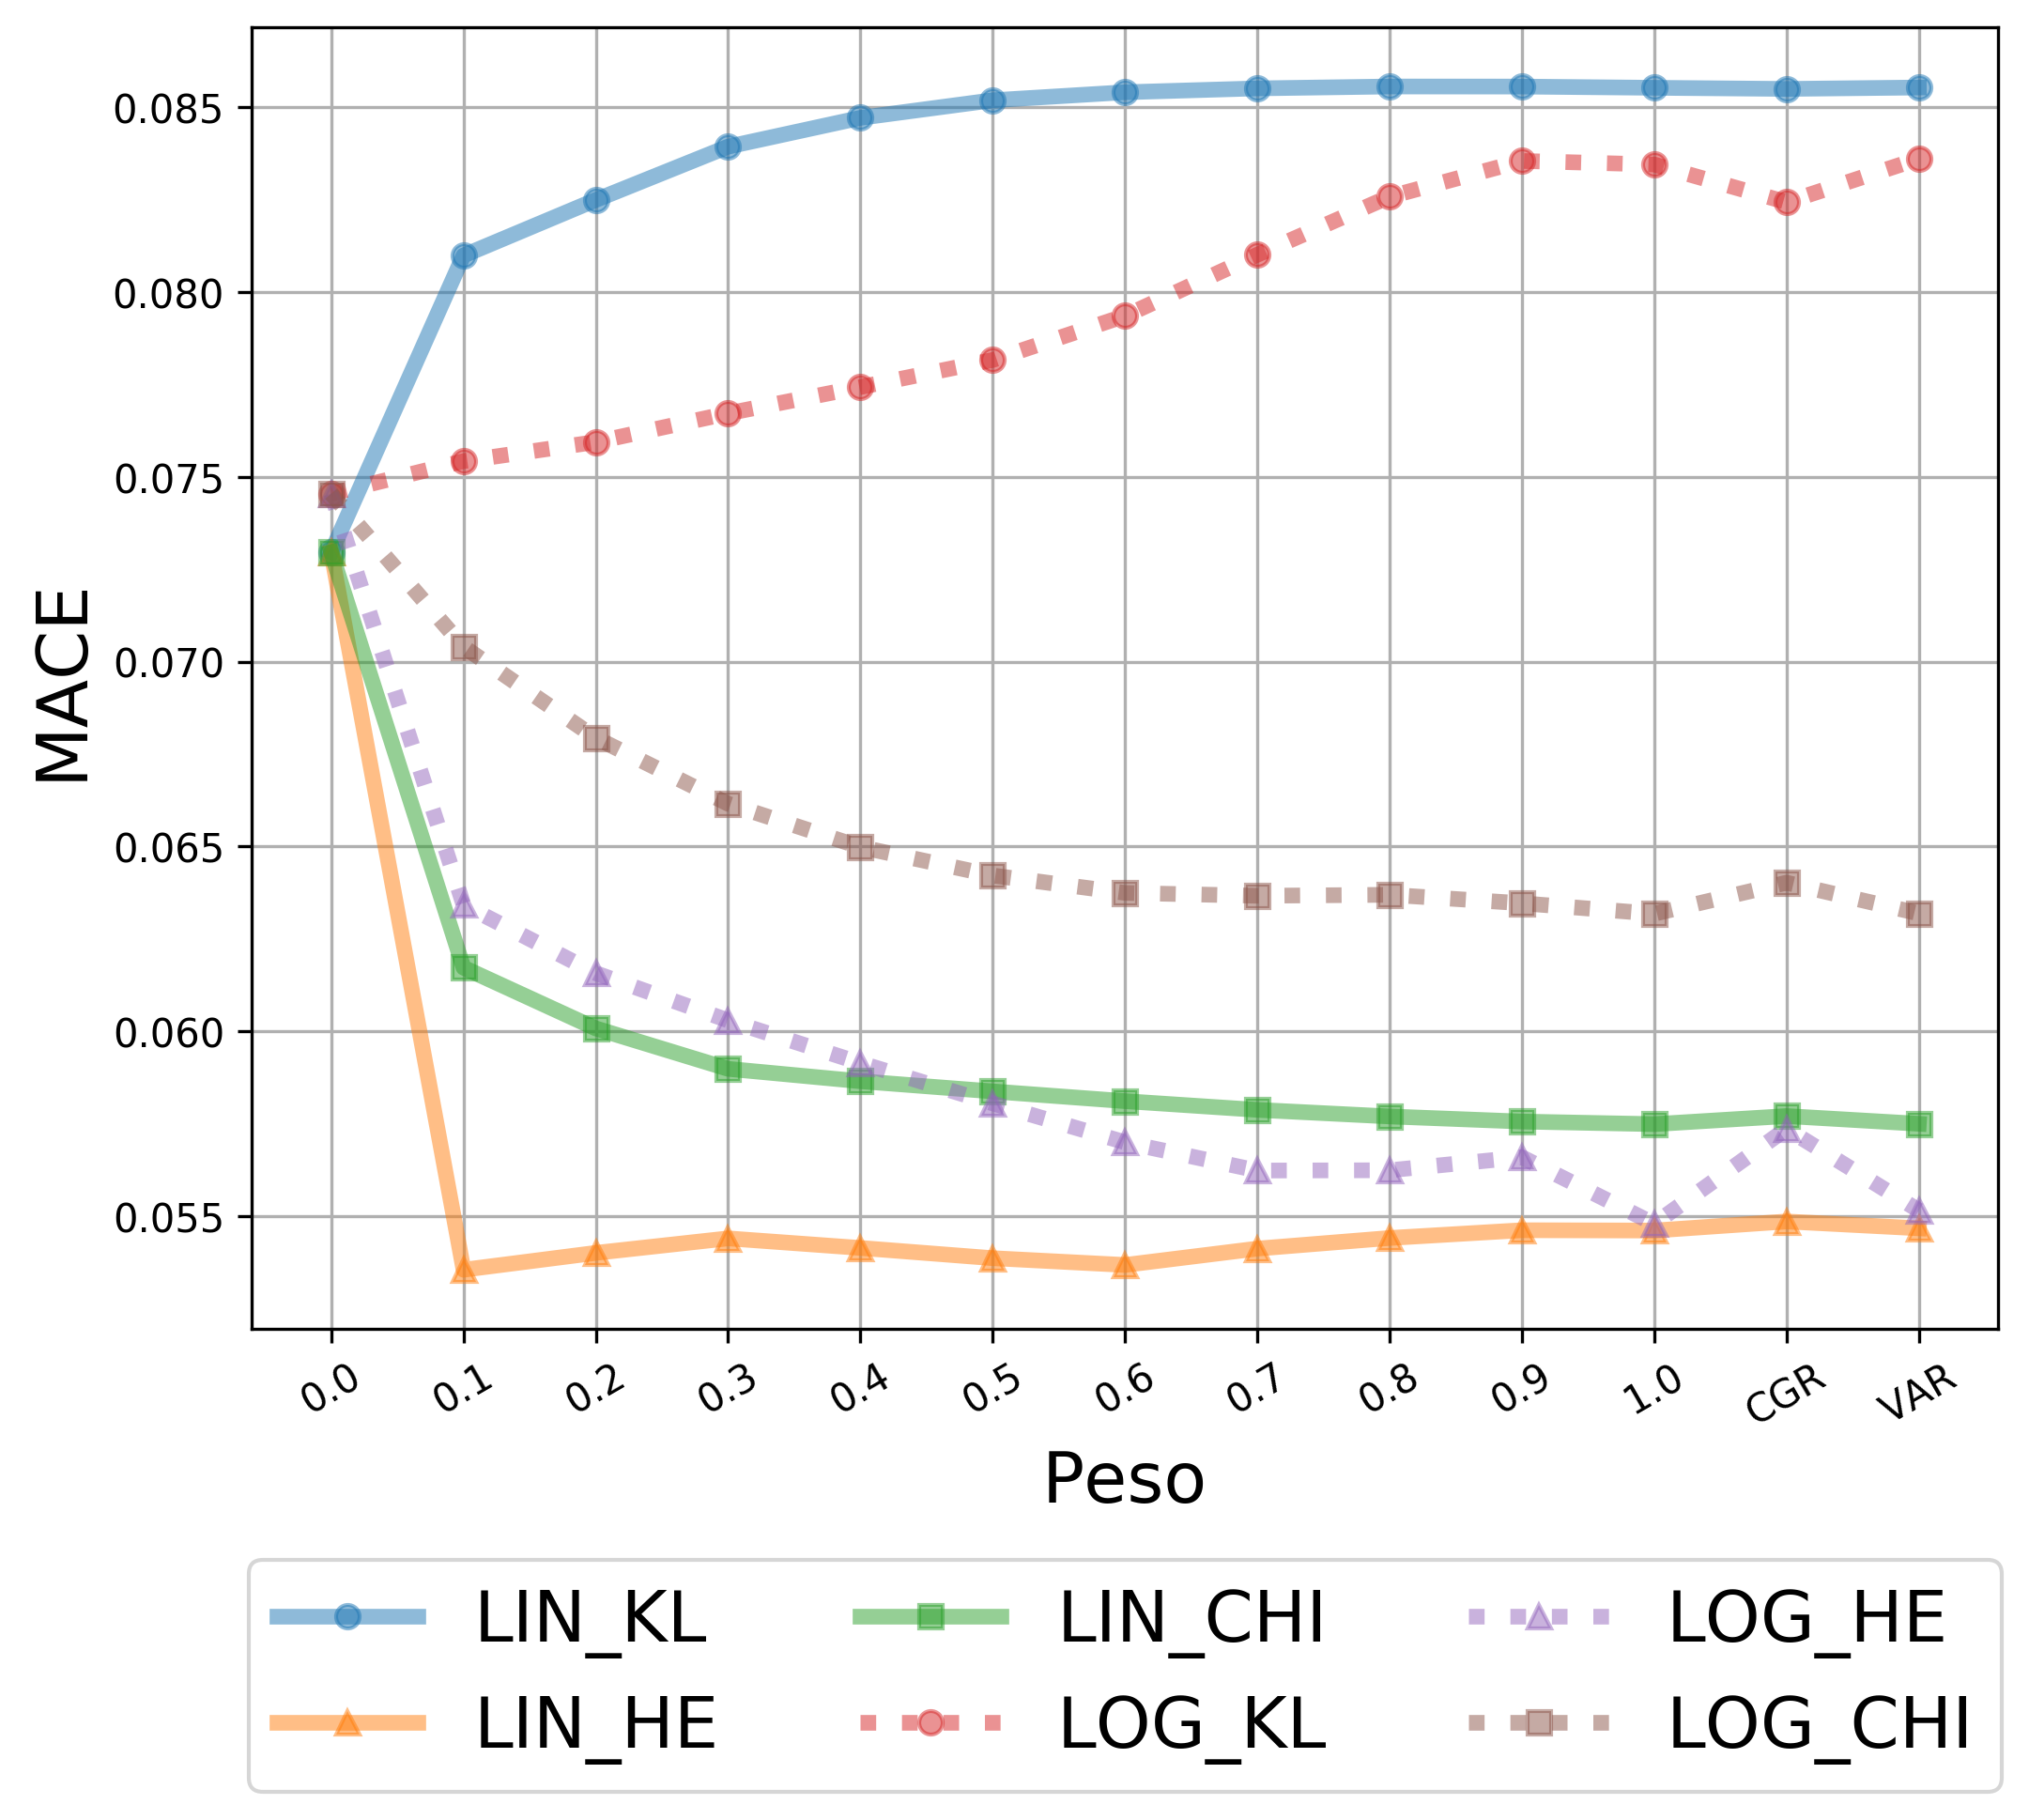 0.085
0.080
0.075
0.070
0.065
0.060
0.055
MACE
0.0 0.1 0.2 0.3 0.4 0.5 0.6 0.7 0.8 0.9 1.0 CGR VAR
Peso
LIN_KL LIN_CHI LOG_HE
LIN_HE LOG_KL LOG_CHI